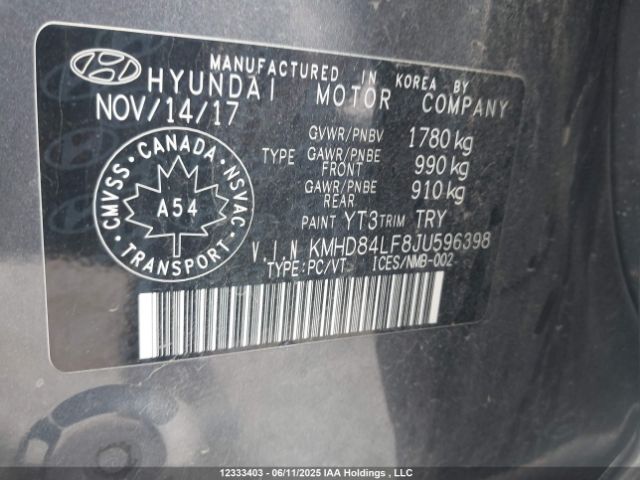 MANUFACTURED IN KOREA BY
HYUNDAI MOTOR COMPANY
NOV/14/17
GVWR/PNBV 1780 kg
TYPE GAWR/PNBE FRONT 990 kg
GAWR/PNBE REAR 910 kg
PAINT YT3 TRIM TRY
V.I.N KMHD84LF8JU596398
TYPE:PC/VT ICES/NMB-002
CANADA
CMVSS • NSVAC
A54
TRANSPORT
12333403 - 06/11/2025 IAA Holdings , LLC